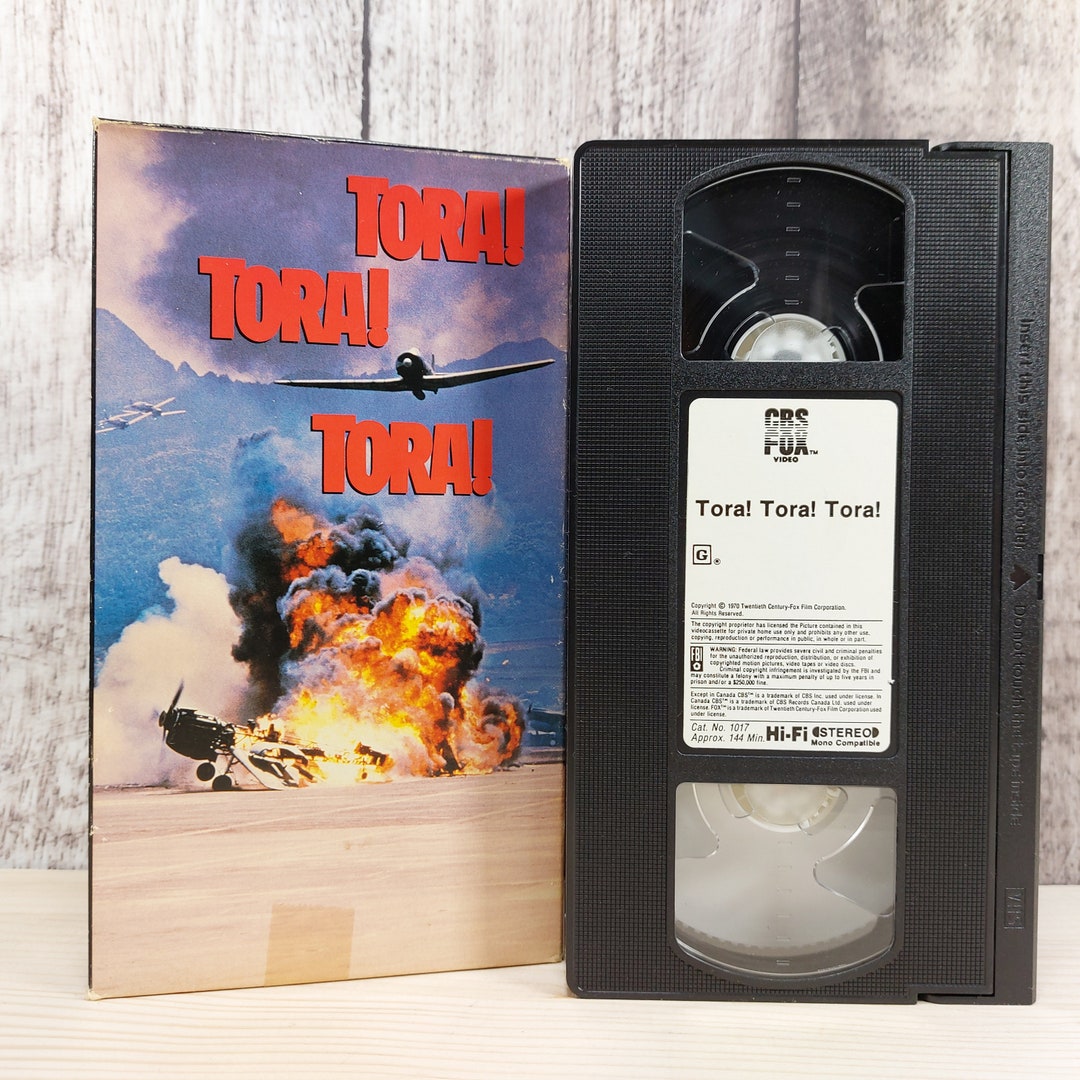 TORA!
TORA!
TORA!
CBS
FOX™
VIDEO
Tora! Tora! Tora!
G®
Copyright © 1970 Twentieth Century-Fox Film Corporation.
All Rights Reserved.
The copyright proprietor has licensed the Picture contained in this
videocassette for private home use only and prohibits any other use,
copying, reproduction or performance in public, in whole or in part.
FBI
WARNING: Federal law provides severe civil and criminal penalties
for the unauthorized reproduction, distribution, or exhibition of
copyrighted motion pictures, video tapes or video discs.
Criminal copyright infringement is investigated by the FBI and
may constitute a felony with a maximum penalty of up to five years in
prison and/or a $250,000 fine.
Except in Canada CBS™ is a trademark of CBS Inc. used under license. In
Canada CBS™ is a trademark of CBS Records Canada Ltd. used under
license. FOX™ is a trademark of Twentieth Century-Fox Film Corporation used
under license.
Cat. No. 1017
Approx. 144 Min.
Hi-Fi STEREO
Mono Compatible
Insert this side into recorder
Do not touch the tape inside
VHS